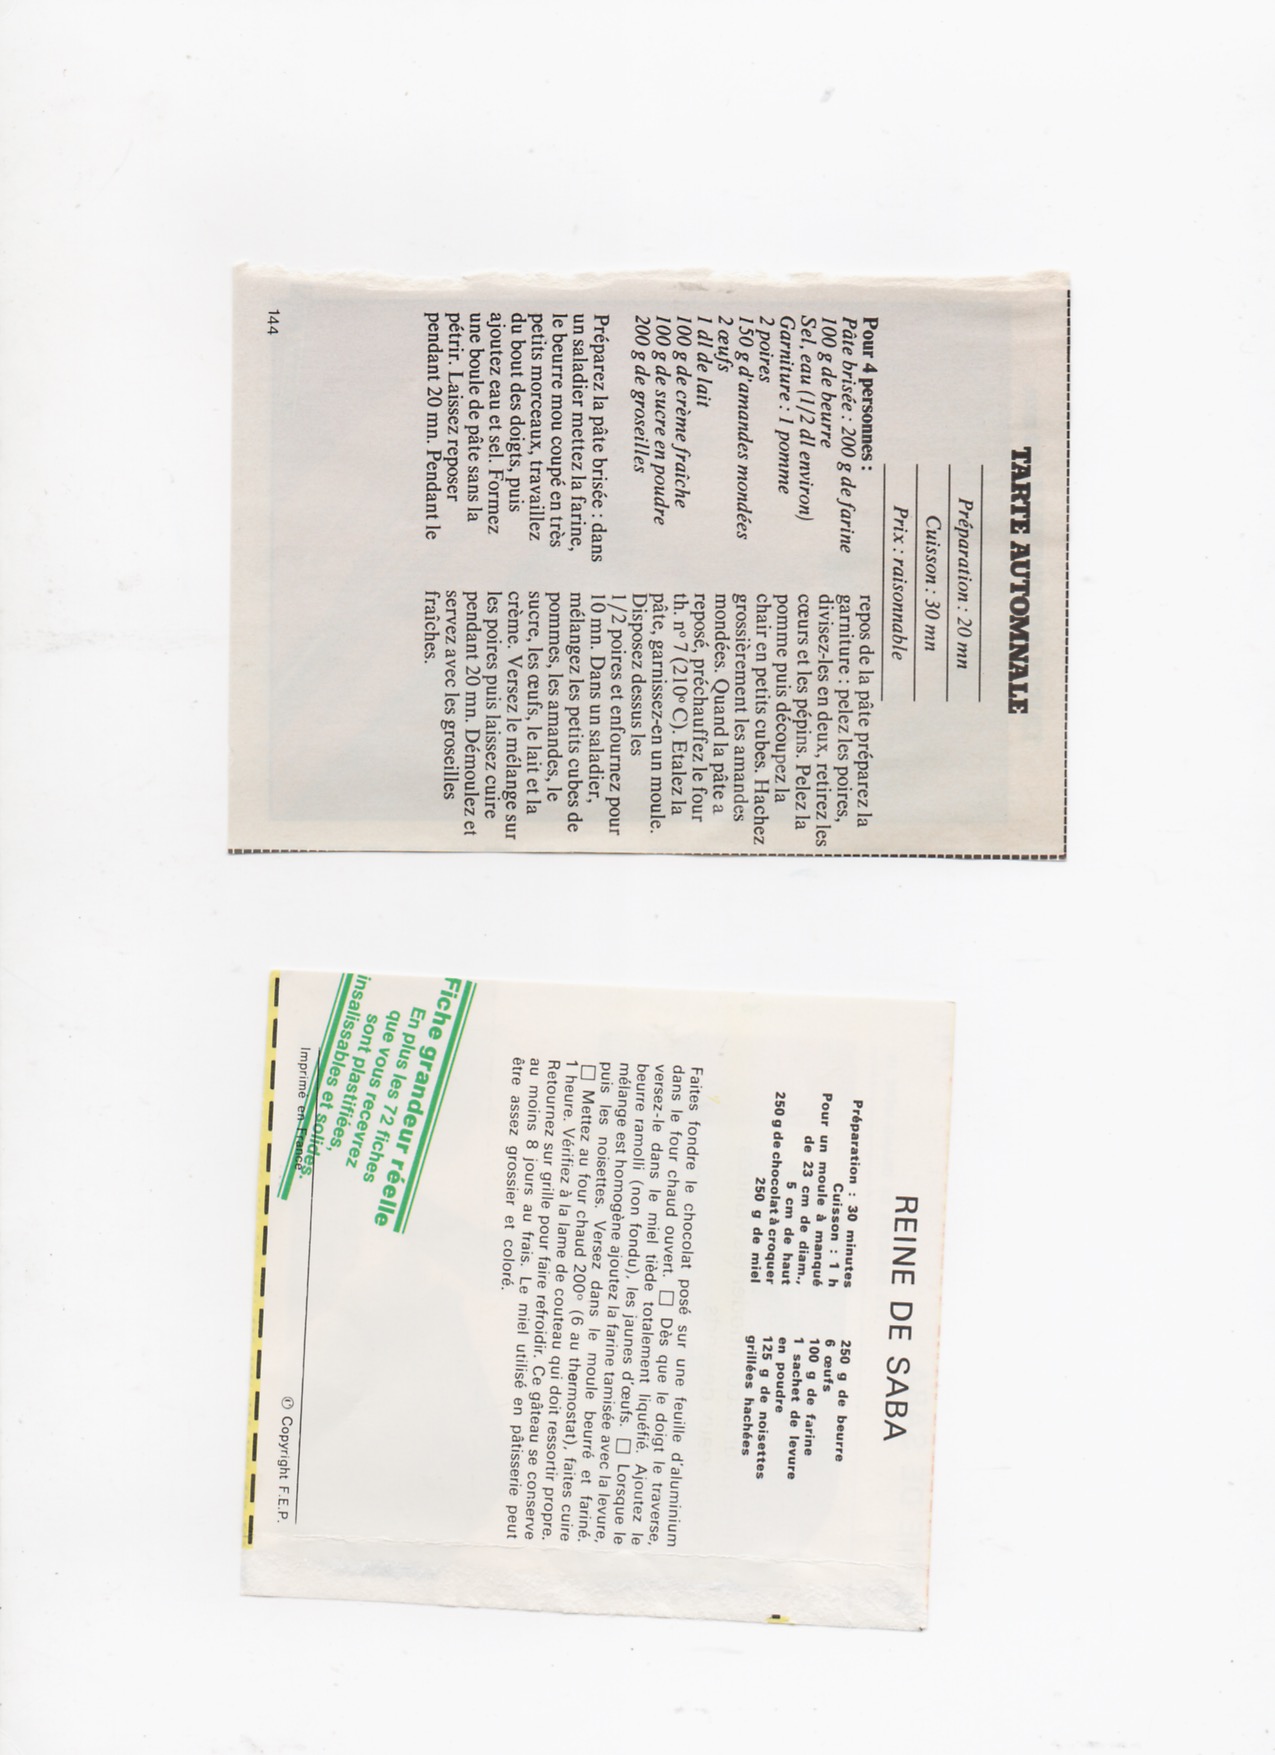 TARTE AUTOMNALE
Préparation : 20 mn
Cuisson : 30 mn
Prix : raisonnable
Pour 4 personnes :
Pâte brisée : 200 g de farine
100 g de beurre
Sel, eau (1/2 dl environ)
Garniture : 1 pomme
2 poires
150 g d'amandes mondées
2 œufs
1 dl de lait
100 g de crème fraîche
100 g de sucre en poudre
200 g de groseilles
Préparez la pâte brisée : dans
un saladier mettez la farine,
le beurre mou coupé en très
petits morceaux, travaillez
du bout des doigts, puis
ajoutez eau et sel. Formez
une boule de pâte sans la
pétrir. Laissez reposer
pendant 20 mn. Pendant le
repos de la pâte préparez la
garniture : pelez les poires,
divisez-les en deux, retirez les
cœurs et les pépins. Pelez la
pomme puis découpez la
chair en petits cubes. Hachez
grossièrement les amandes
mondées. Quand la pâte a
reposé, préchauffez le four
th. nº 7 (210º C). Etalez la
pâte, garnissez-en un moule.
Disposez dessus les
1/2 poires et enfournez pour
10 mn. Dans un saladier,
mélangez les petits cubes de
pommes, les amandes, le
sucre, les œufs, le lait et la
crème. Versez le mélange sur
les poires puis laissez cuire
pendant 20 mn. Démoulez et
servez avec les groseilles
fraîches.
144
REINE DE SABA
Préparation : 30 minutes
Cuisson : 1 h
Pour un moule à manqué
de 23 cm de diam.,
5 cm de haut
250 g de chocolat à croquer
250 g de miel
250 g de beurre
6 œufs
100 g de farine
1 sachet de levure
en poudre
125 g de noisettes
grillées hachées
Faites fondre le chocolat posé sur une feuille d'aluminium
dans le four chaud ouvert. □ Dès que le doigt le traverse,
versez-le dans le miel tiède totalement liquéfié. Ajoutez le
beurre ramolli (non fondu), les jaunes d'œufs. □ Lorsque le
mélange est homogène ajoutez la farine tamisée avec la levure,
puis les noisettes. Versez dans le moule beurré et fariné.
□ Mettez au four chaud 200º (6 au thermostat), faites cuire
1 heure. Vérifiez à la lame de couteau qui doit ressortir propre.
Retournez sur grille pour faire refroidir. Ce gâteau se conserve
au moins 8 jours au frais. Le miel utilisé en pâtisserie peut
être assez grossier et coloré.
Fiche grandeur réelle
En plus les 72 fiches
que vous recevrez
sont plastifiées,
insalissables et solides.
Imprimé en France
© Copyright F.E.P.